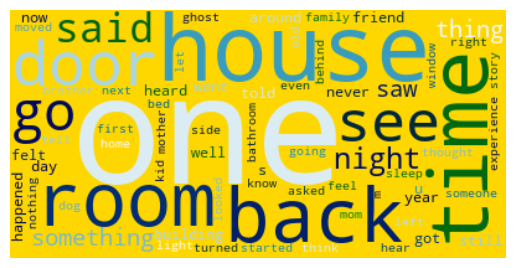 now
ghost
around
family
friend
thing
moved
said
let
old
behind
window
right
door
house
time
brother
next
heard
went
told
even
never
saw
experience
story
go
one
see
bed
first
side
bathroom
going
night
thought
tell
home
kid
mother
well
felt
day
s
know
asked
feel
sleep
u
someone
happened
nothing
room
back
dog
looked
mom
m
year
left
something
building
light
turned
started
think
hear
got
still